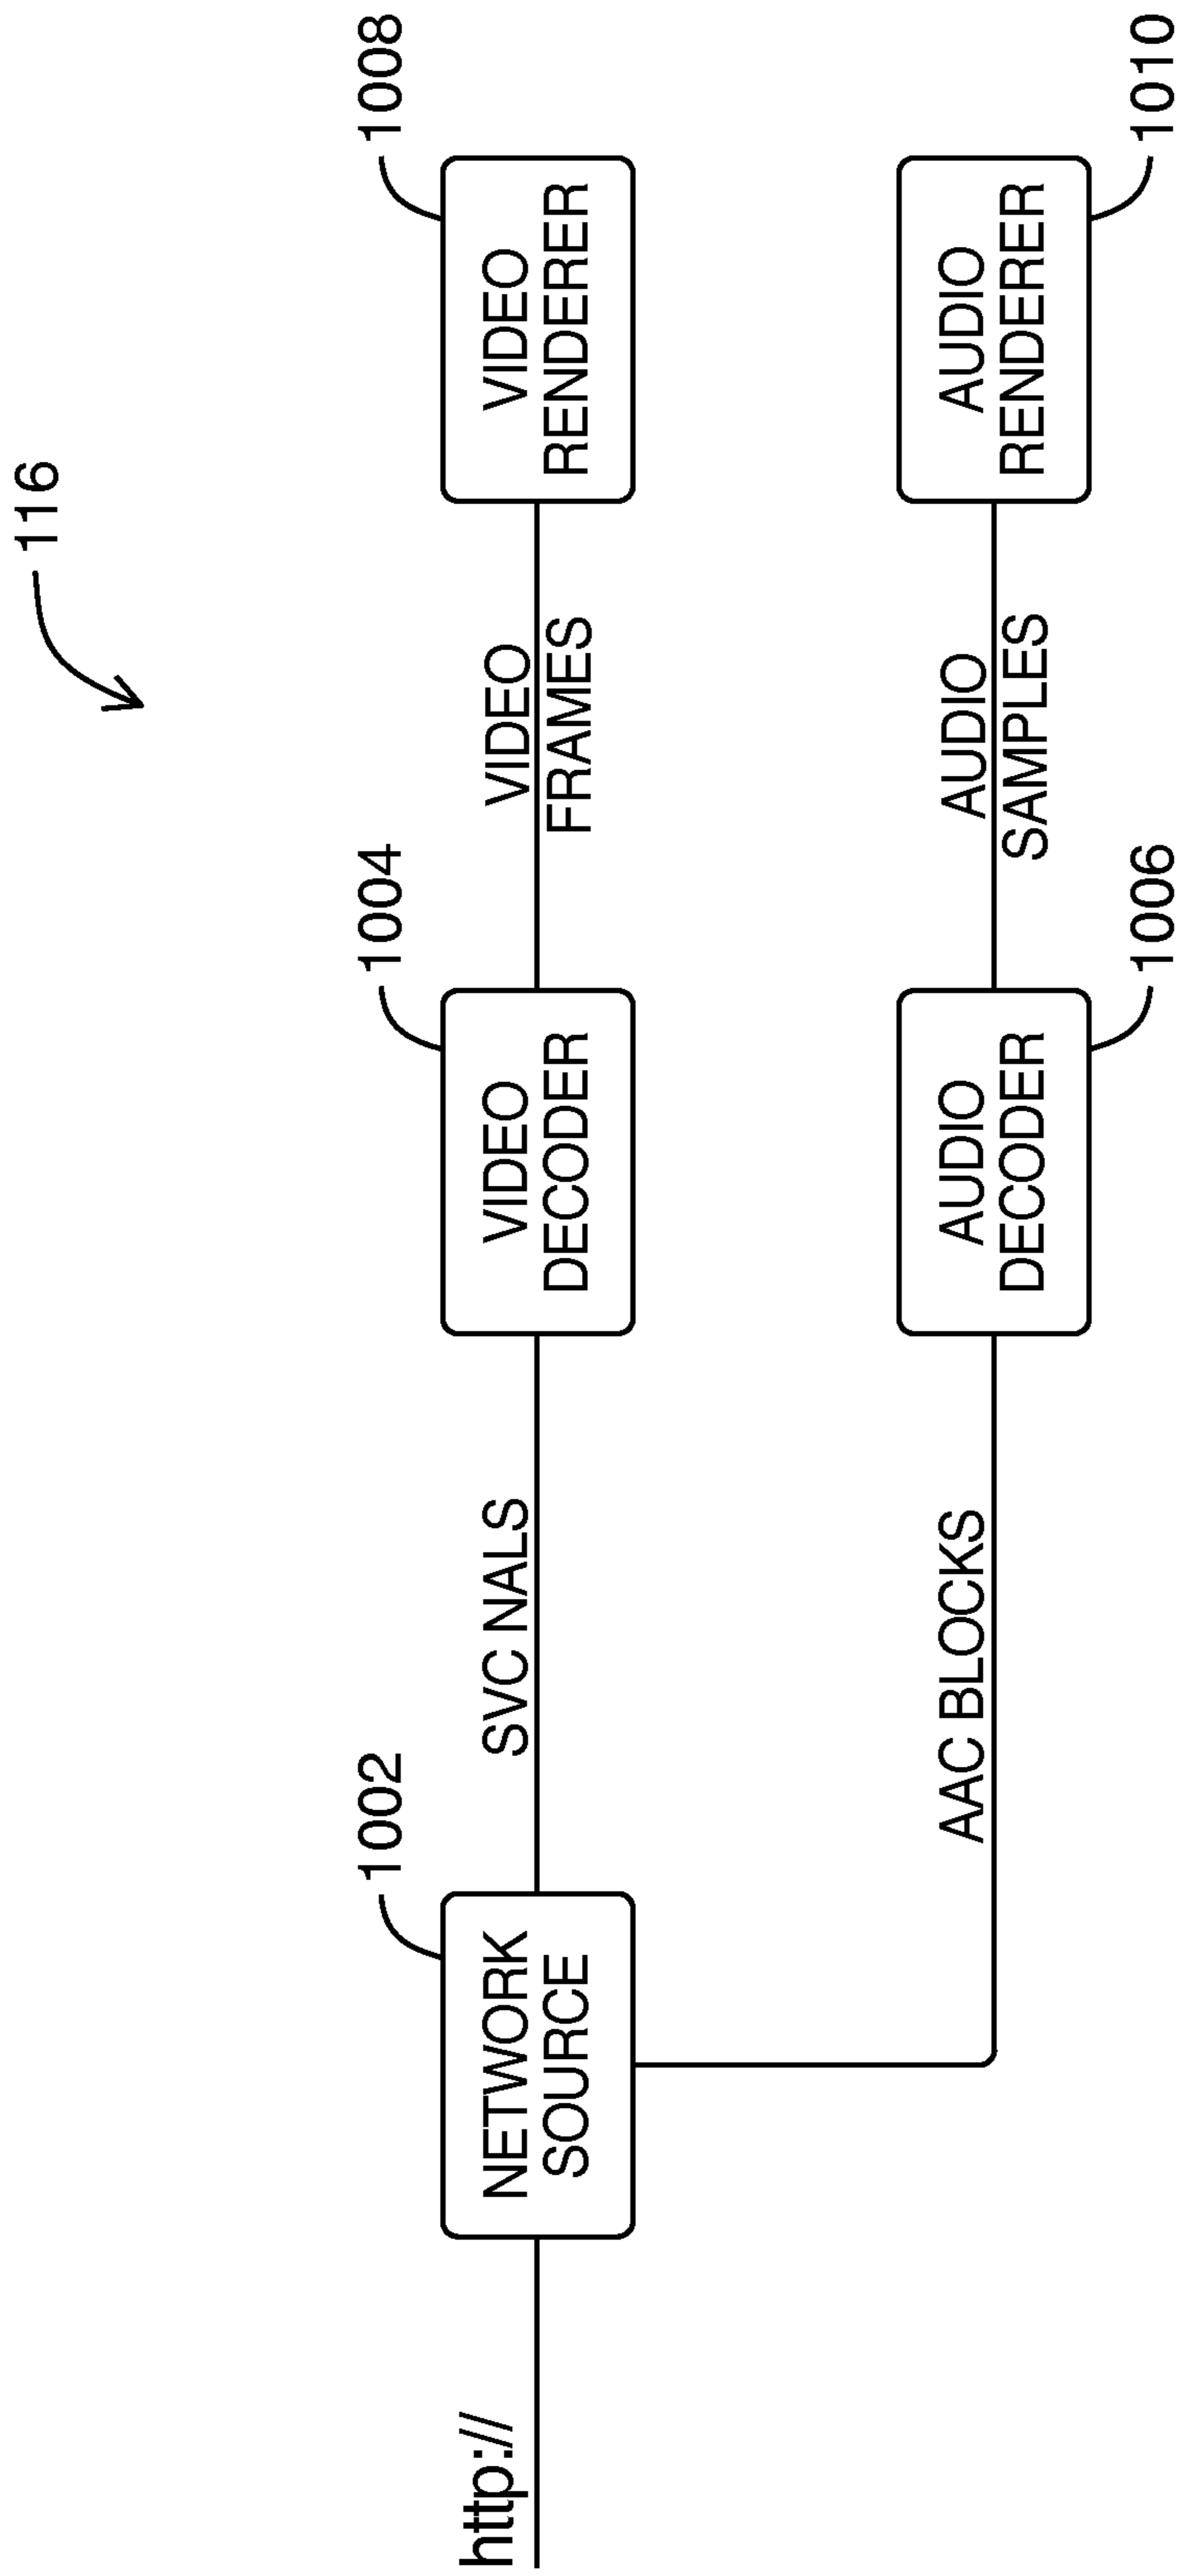 116
http://
1002
NETWORK
SOURCE
SVC NALS
1004
VIDEO
DECODER
VIDEO
FRAMES
1008
VIDEO
RENDERER
AAC BLOCKS
AUDIO
DECODER
1006
AUDIO
SAMPLES
AUDIO
RENDERER
1010